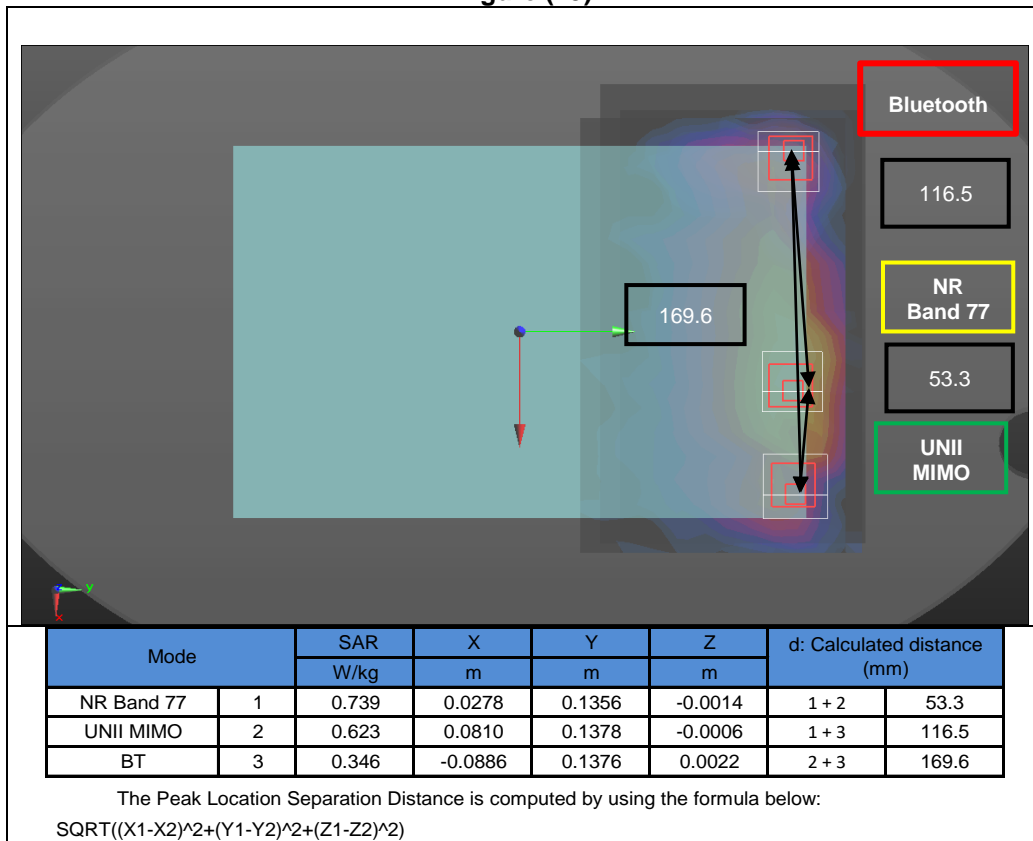 Bluetooth
116.5
NR
Band 77
169.6
53.3
UNII
MIMO
y
x
Mode SAR X Y Z d: Calculated distance
W/kg m m m (mm)
NR Band 77 1 0.739 0.0278 0.1356 -0.0014 1 + 2 53.3
UNII MIMO 2 0.623 0.0810 0.1378 -0.0006 1 + 3 116.5
BT 3 0.346 -0.0886 0.1376 0.0022 2 + 3 169.6
The Peak Location Separation Distance is computed by using the formula below:
SQRT((X1-X2)^2+(Y1-Y2)^2+(Z1-Z2)^2)